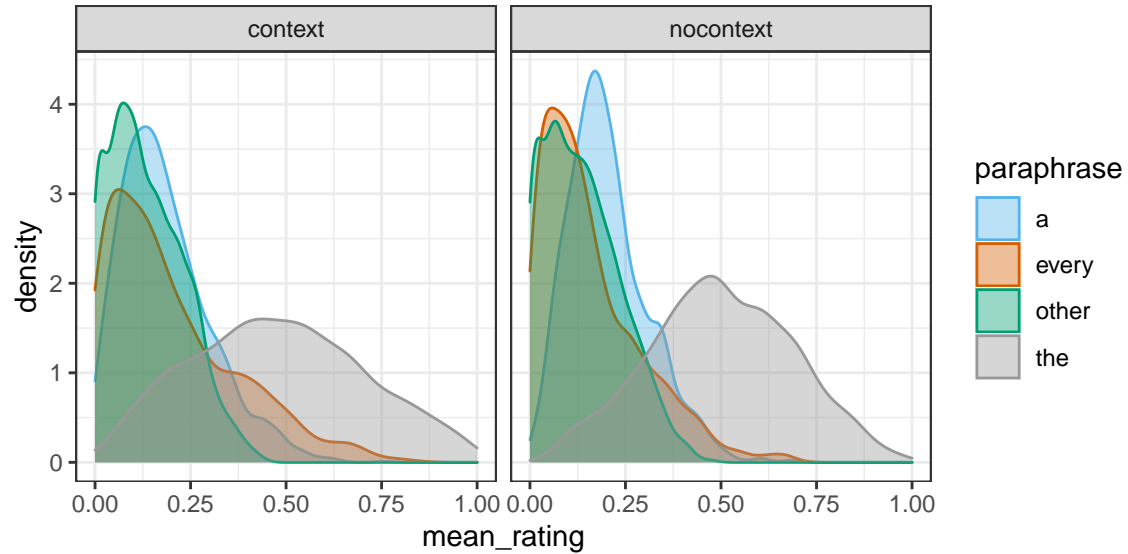 context
nocontext
paraphrase
a
every
other
the
density
4
3
2
1
0
0.00
0.25
0.50
0.75
1.00
0.00
0.25
0.50
0.75
1.00
mean_rating